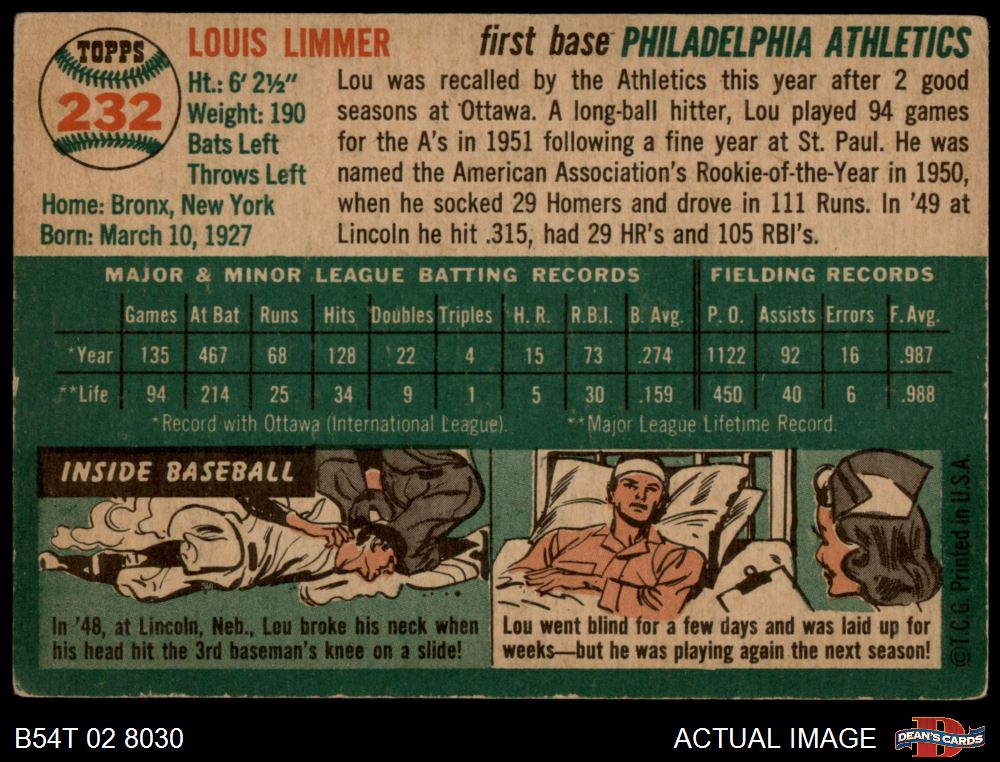 TOPPS
232
LOUIS LIMMER
first base PHILADELPHIA ATHLETICS
Ht.: 6' 2½"
Weight: 190
Bats Left
Throws Left
Home: Bronx, New York
Born: March 10, 1927
Lou was recalled by the Athletics this year after 2 good
seasons at Ottawa. A long-ball hitter, Lou played 94 games
for the A's in 1951 following a fine year at St. Paul. He was
named the American Association's Rookie-of-the-Year in 1950,
when he socked 29 Homers and drove in 111 Runs. In '49 at
Lincoln he hit .315, had 29 HR's and 105 RBI's.
MAJOR & MINOR LEAGUE BATTING RECORDS FIELDING RECORDS
Games At Bat Runs Hits Doubles Triples H. R. R.B.I. B. Avg. P. O. Assists Errors F. Avg.
*Year 135 467 68 128 22 4 15 73 .274 1122 92 16 .987
**Life 94 214 25 34 9 1 5 30 .159 450 40 6 .988
*Record with Ottawa (International League). **Major League Lifetime Record.
INSIDE BASEBALL
In '48, at Lincoln, Neb., Lou broke his neck when
his head hit the 3rd baseman's knee on a slide!
Lou went blind for a few days and was laid up for
weeks—but he was playing again the next season!
©T.C.G. Printed in U.S.A.
B54T 02 8030
ACTUAL IMAGE
D
DEAN'S CARDS